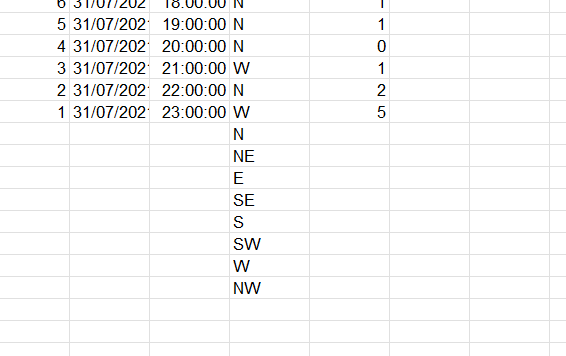 6 31/07/202 18:00:00 N 1
5 31/07/202 19:00:00 N 1
4 31/07/202 20:00:00 N 0
3 31/07/202 21:00:00 W 1
2 31/07/202 22:00:00 N 2
1 31/07/202 23:00:00 W 5
N
NE
E
SE
S
SW
W
NW